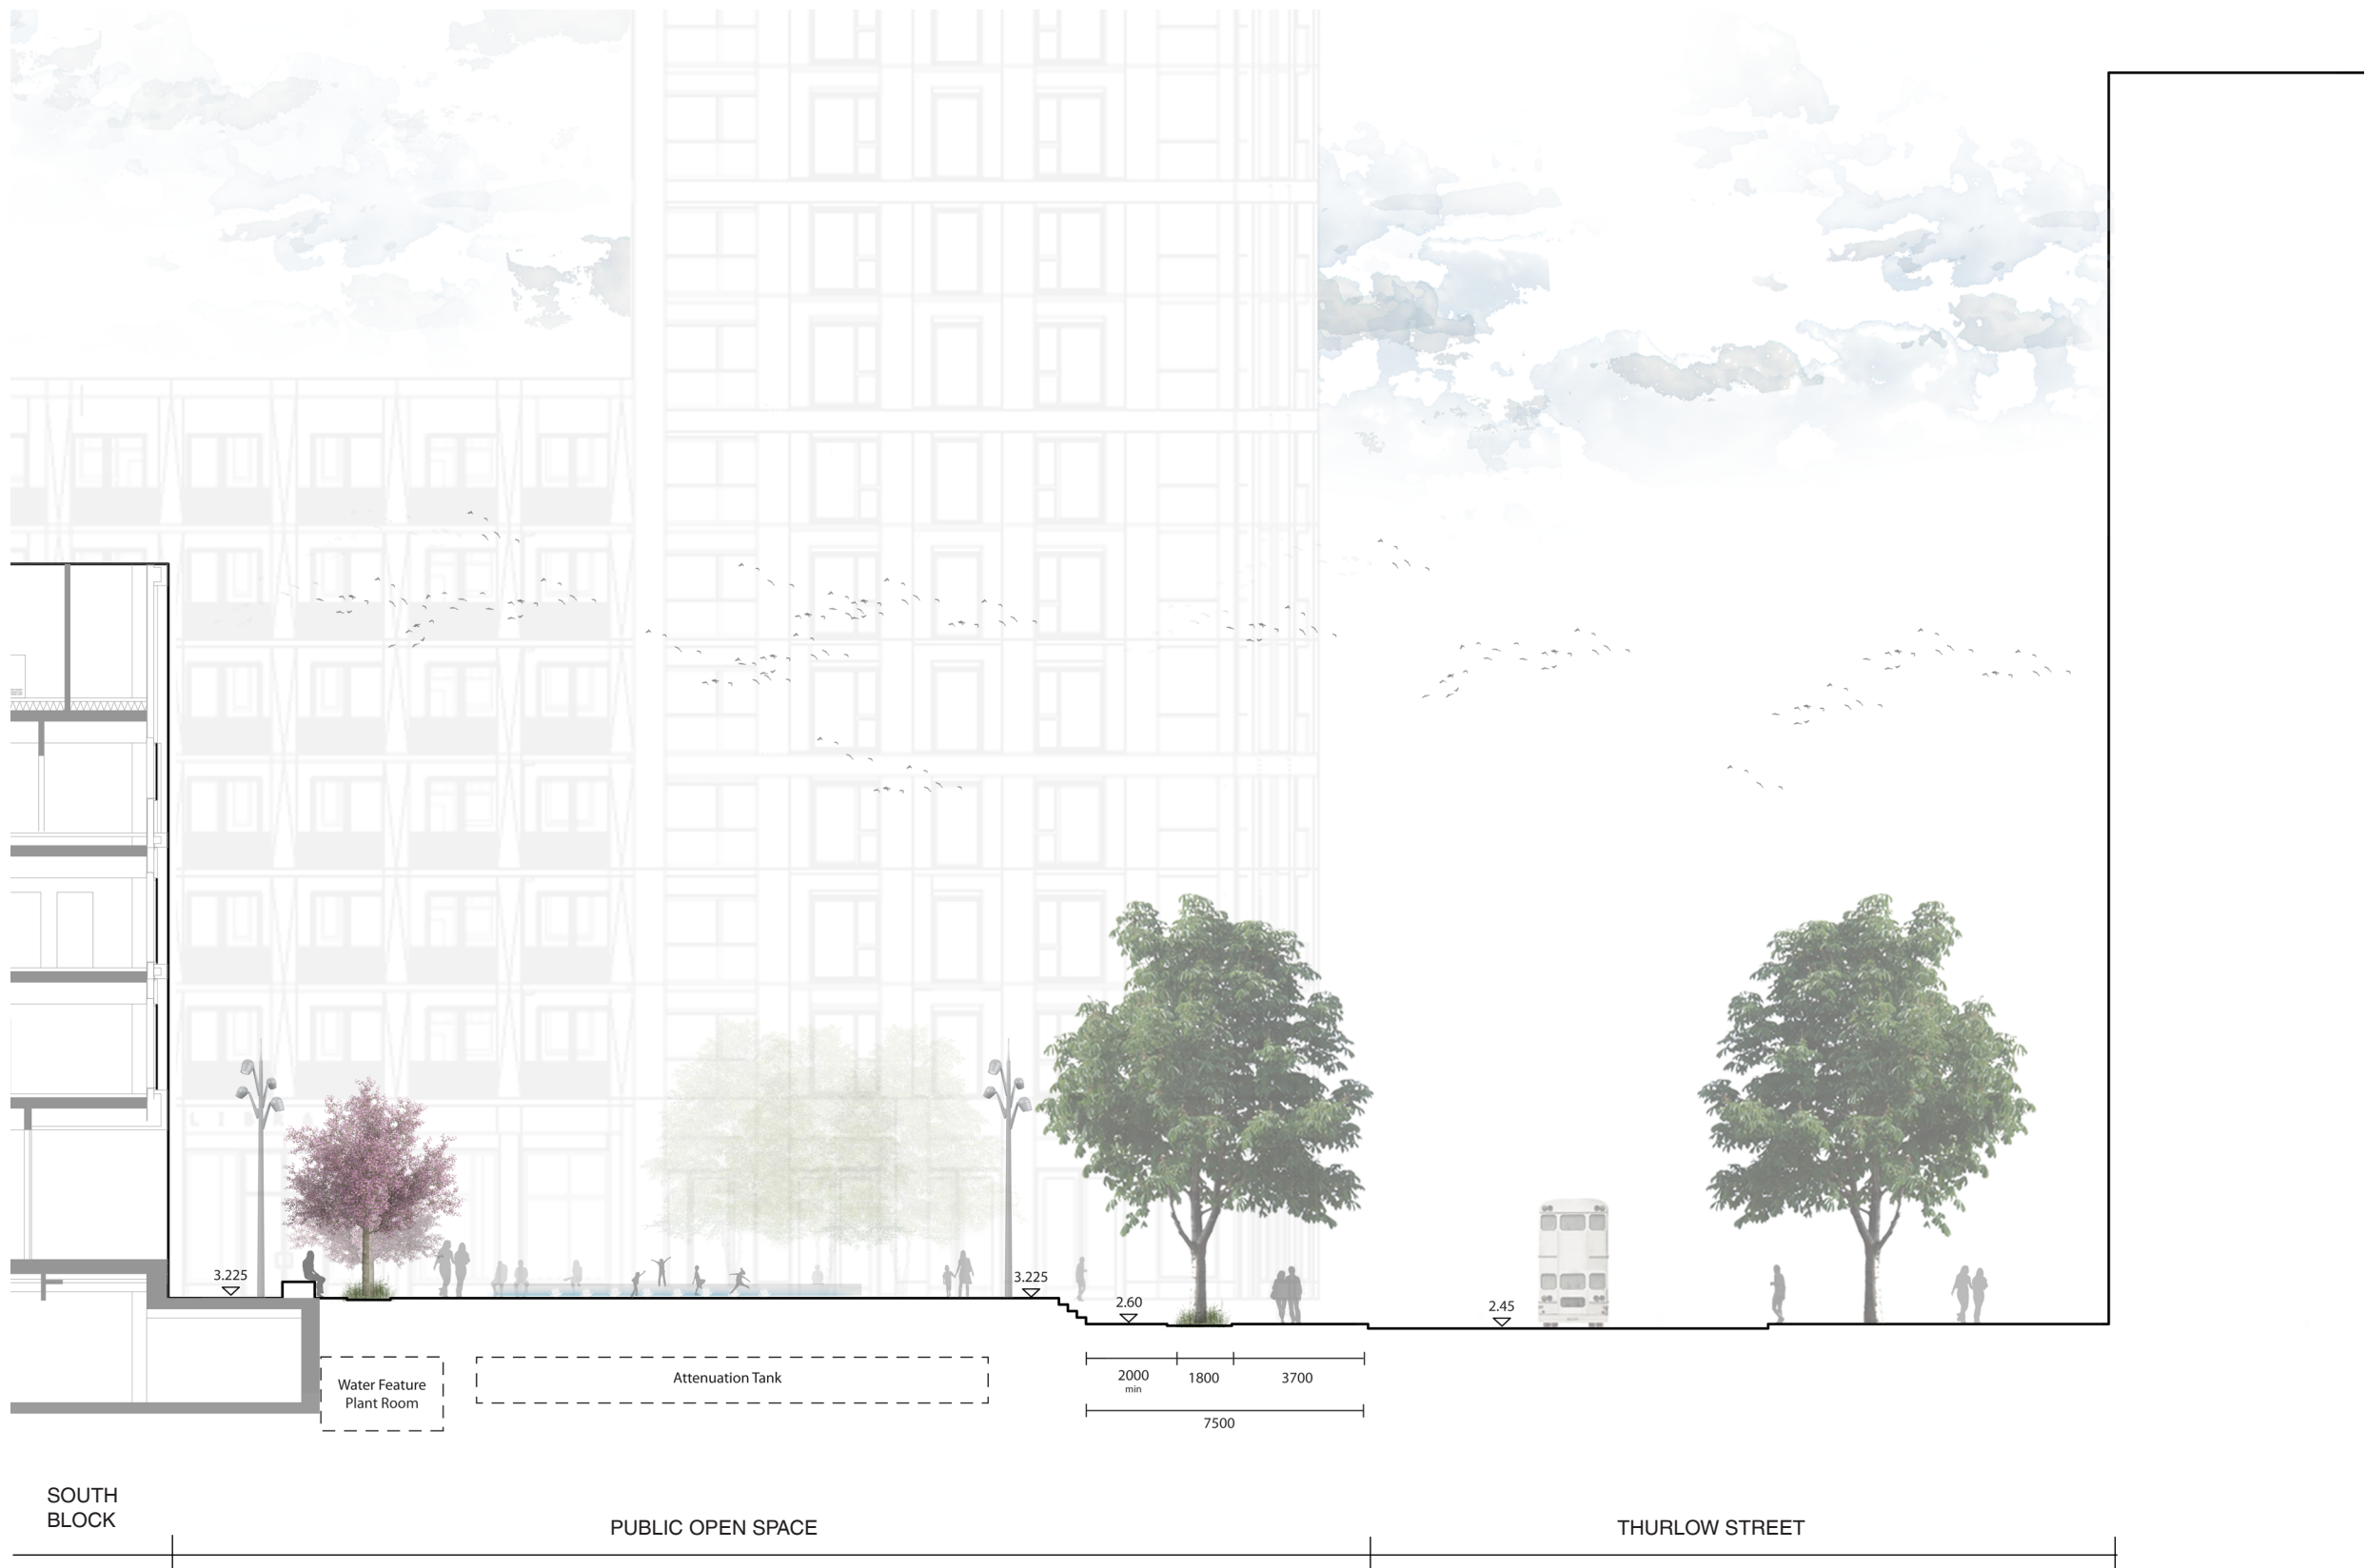 LIB
3.225
3.225
2.60
2.45
Water Feature
Plant Room
Attenuation Tank
2000
min
1800
3700
7500
SOUTH
BLOCK
PUBLIC OPEN SPACE
THURLOW STREET